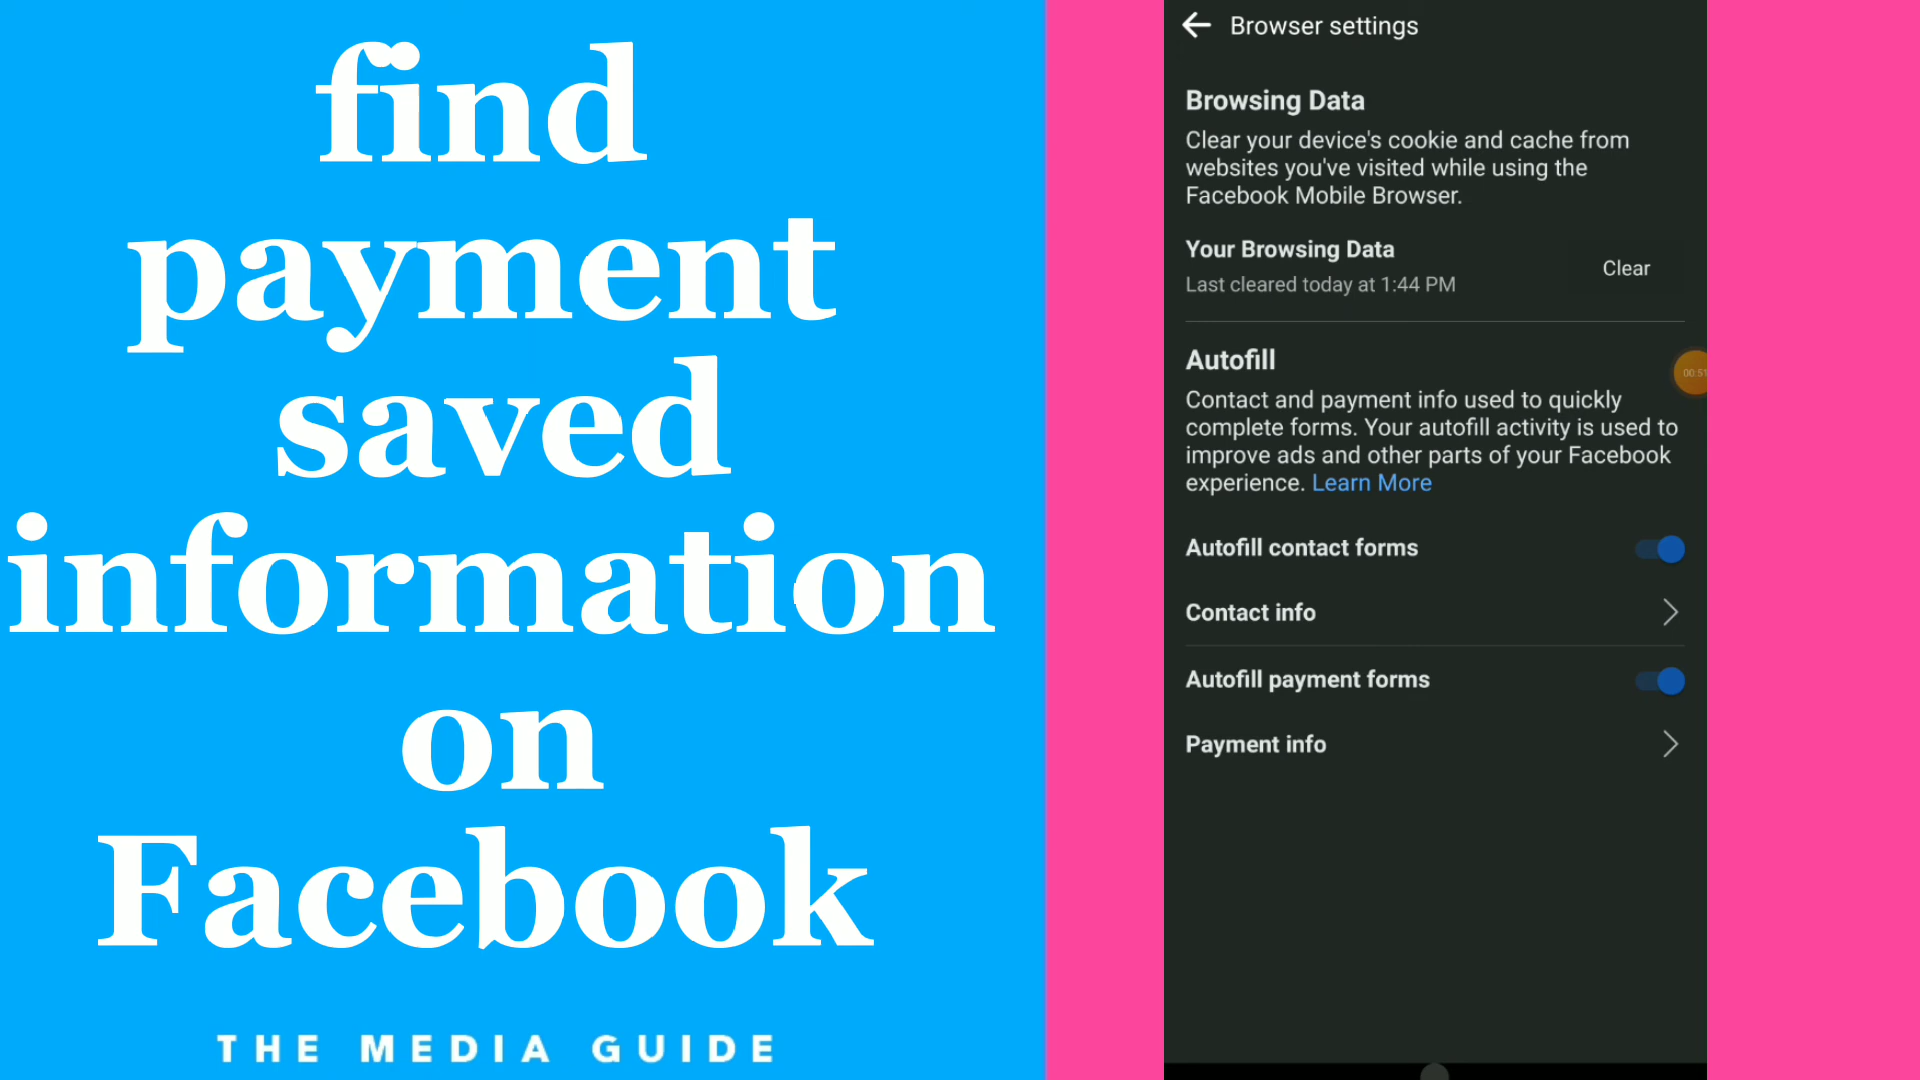 find
payment
saved
information
on
Facebook
THE MEDIA GUIDE
Browser settings
Browsing Data
Clear your device's cookie and cache from
websites you've visited while using the
Facebook Mobile Browser.
Your Browsing Data
Last cleared today at 1:44 PM
Clear
Autofill
00:51
Contact and payment info used to quickly
complete forms. Your autofill activity is used to
improve ads and other parts of your Facebook
experience. Learn More
Autofill contact forms
Contact info
Autofill payment forms
Payment info